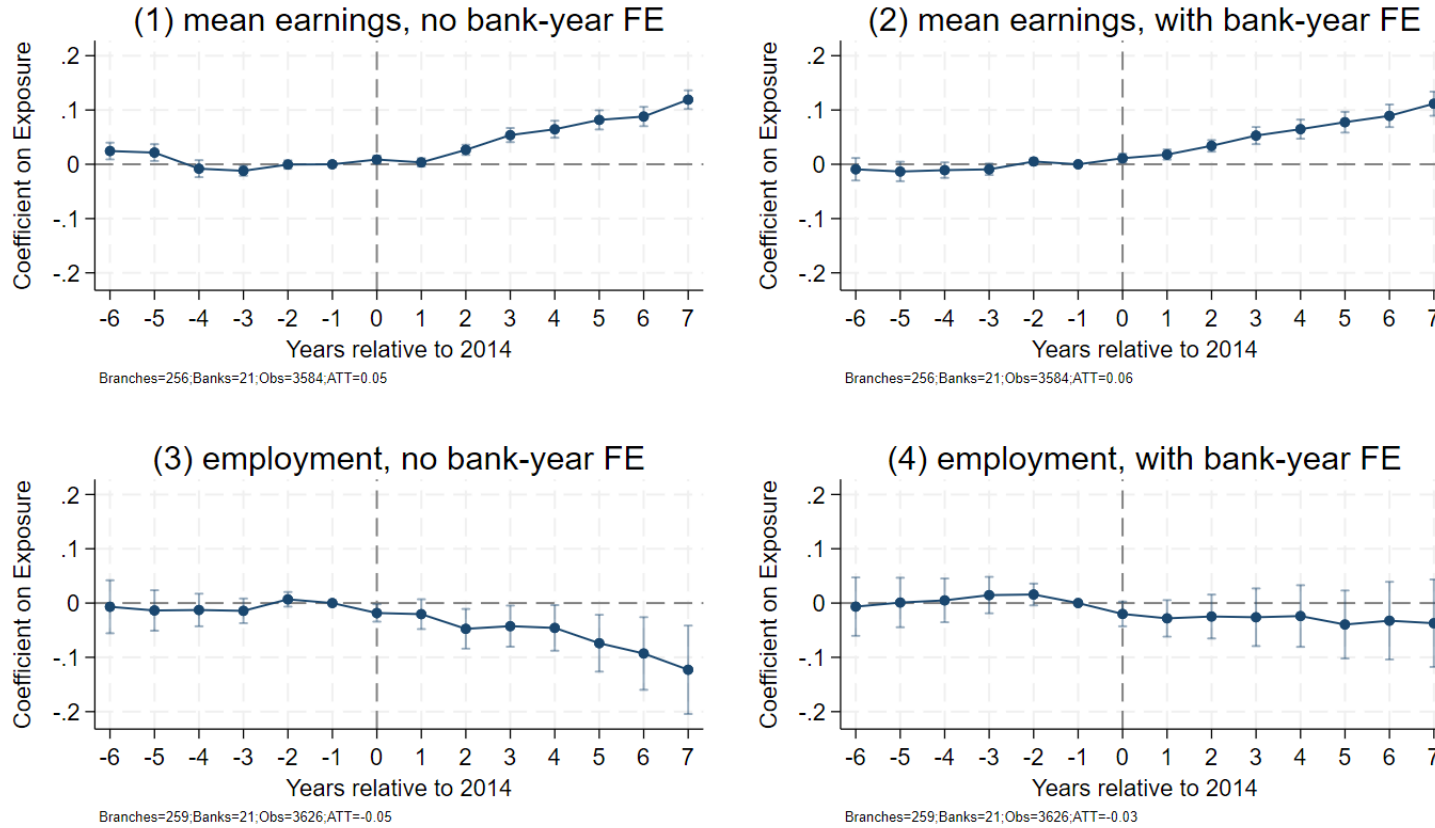 (1) mean earnings, no bank-year FE
Coefficient on Exposure
.2
.1
0
-.1
-.2
-6 -5 -4 -3 -2 -1 0 1 2 3 4 5 6 7
Years relative to 2014
Branches=256;Banks=21;Obs=3584;ATT=0.05
(2) mean earnings, with bank-year FE
Coefficient on Exposure
.2
.1
0
-.1
-.2
-6 -5 -4 -3 -2 -1 0 1 2 3 4 5 6 7
Years relative to 2014
Branches=256;Banks=21;Obs=3584;ATT=0.06
(3) employment, no bank-year FE
Coefficient on Exposure
.2
.1
0
-.1
-.2
-6 -5 -4 -3 -2 -1 0 1 2 3 4 5 6 7
Years relative to 2014
Branches=259;Banks=21;Obs=3626;ATT=-0.05
(4) employment, with bank-year FE
Coefficient on Exposure
.2
.1
0
-.1
-.2
-6 -5 -4 -3 -2 -1 0 1 2 3 4 5 6 7
Years relative to 2014
Branches=259;Banks=21;Obs=3626;ATT=-0.03